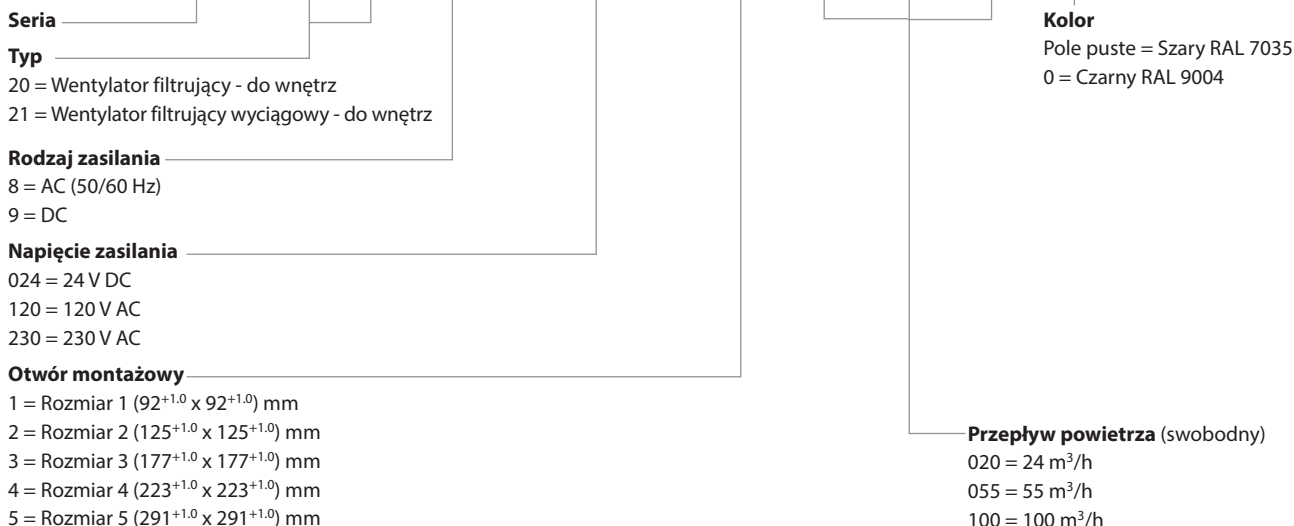 Seria
Typ
20 = Wentylator filtrujący - do wnętrz
21 = Wentylator filtrujący wyciągowy - do wnętrz
Rodzaj zasilania
8 = AC (50/60 Hz)
9 = DC
Napięcie zasilania
024 = 24 V DC
120 = 120 V AC
230 = 230 V AC
Otwór montażowy
1 = Rozmiar 1 (92+1.0 x 92+1.0) mm
2 = Rozmiar 2 (125+1.0 x 125+1.0) mm
3 = Rozmiar 3 (177+1.0 x 177+1.0) mm
4 = Rozmiar 4 (223+1.0 x 223+1.0) mm
5 = Rozmiar 5 (291+1.0 x 291+1.0) mm
Kolor
Pole puste = Szary RAL 7035
0 = Czarny RAL 9004
Przepływ powietrza (swobodny)
020 = 24 m³/h
055 = 55 m³/h
100 = 100 m³/h